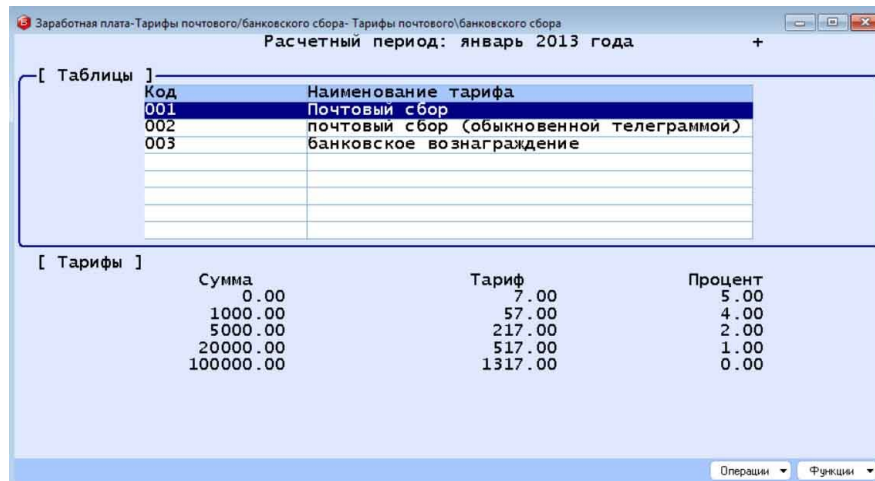 Заработная плата-Тарифы почтового/банковского сбора- Тарифы почтового\банковского сбора
Расчетный период: январь 2013 года +
[ Таблицы ]
Код Наименование тарифа
001 Почтовый сбор
002 почтовый сбор (обыкновенной телеграммой)
003 банковское вознаграждение
[ Тарифы ]
Сумма Тариф Процент
0.00 7.00 5.00
1000.00 57.00 4.00
5000.00 217.00 2.00
20000.00 517.00 1.00
100000.00 1317.00 0.00
Операции Функции